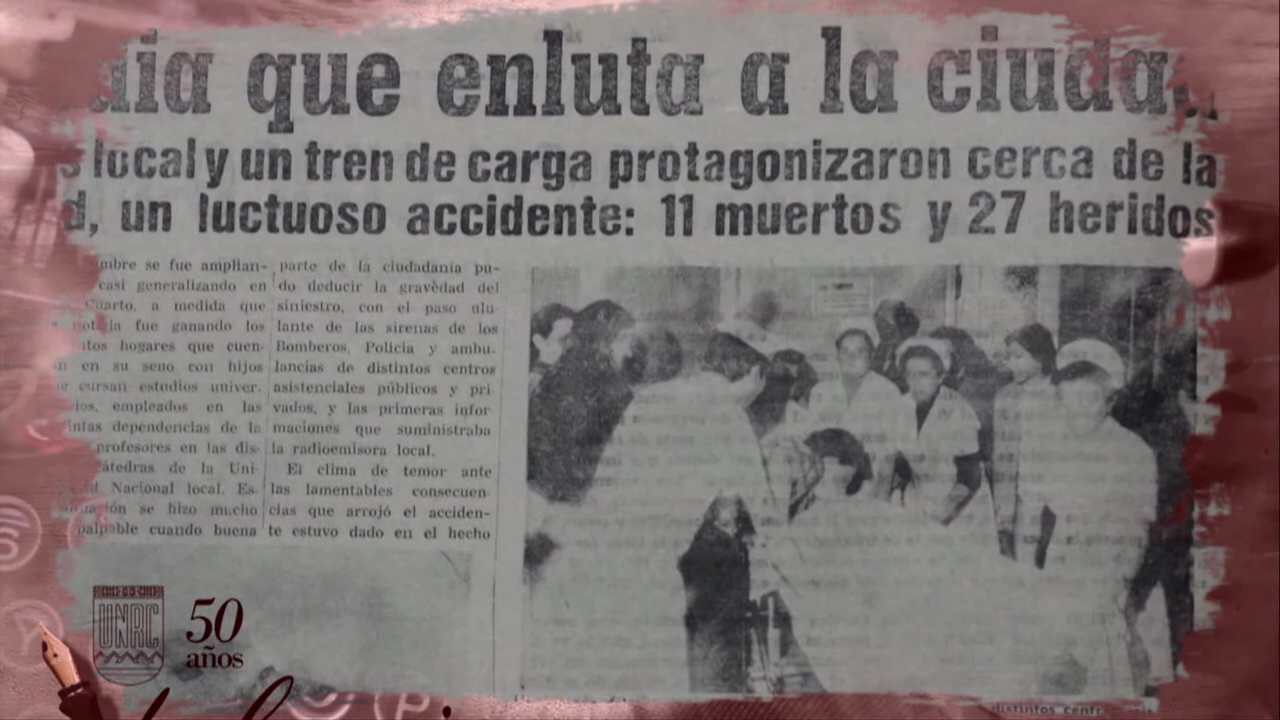 que enluta a la
local y un tren de carga protagonizaron cerca de la
un luctuoso accidente: 11 muertos y 27 heridos
se fue amplian-
casi generalizando en
Cuarto, a medida que
fue ganando los
hogares que cuen-
en su seno con hijos
cursan estudios univer-
empleados en las
dependencias de la
profesores en las dis-
de la Uni-
Nacional local. Es-
se hizo mucho
palpable cuando buena
parte de la ciudadanía pu-
do deducir la gravedad del
siniestro, con el paso ulu-
lante de las sirenas de los
Bomberos, Policía y ambu-
lancias de distintos centros
asistenciales públicos y pri-
vados, y las primeras infor-
maciones que suministraba
la radioemisora local.
El clima de temor ante
las lamentables consecuen-
cias que arrojó el acciden-
te estuvo dado en el hecho
distintos
UNRC
50
años